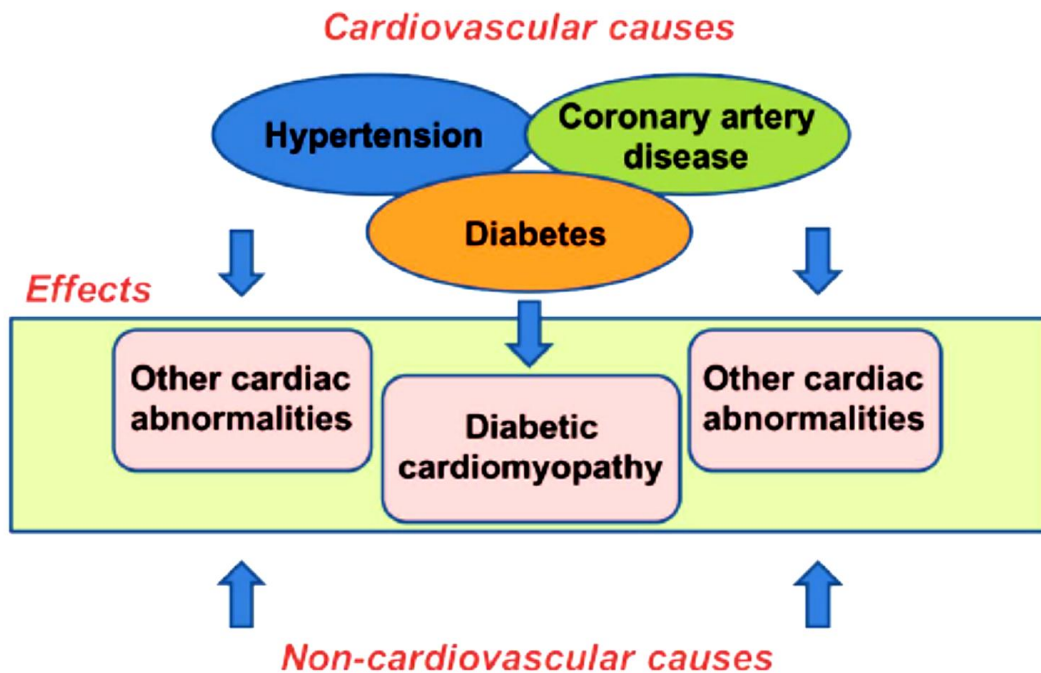 Cardiovascular causes
Hypertension
Coronary artery
disease
Diabetes
Effects
Other cardiac
abnormalities
Diabetic
cardiomyopathy
Other cardiac
abnormalities
Non-cardiovascular causes